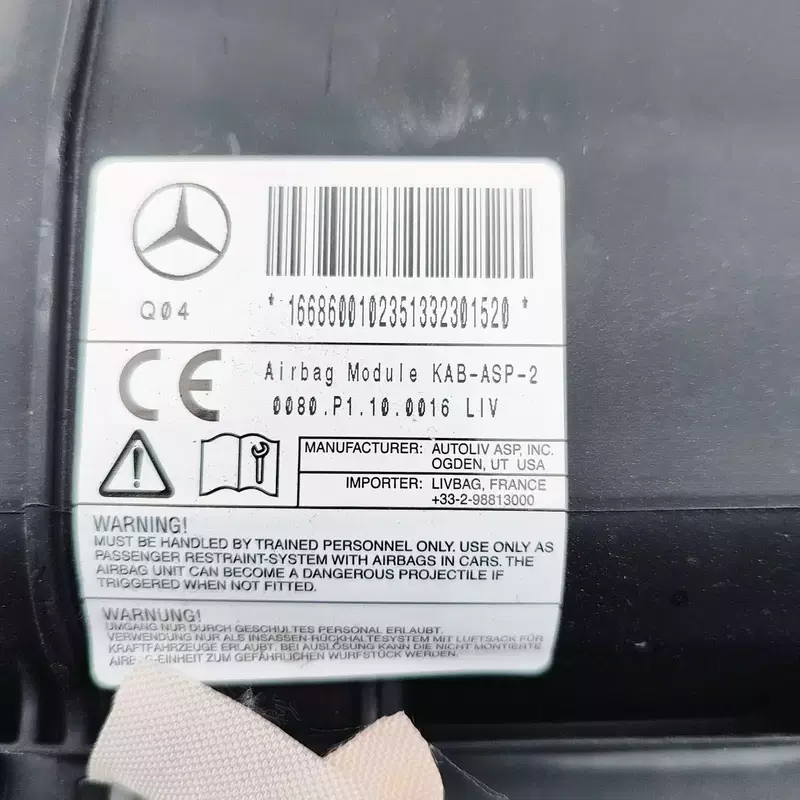 Q04
*1668600102351332301520*
CE
Airbag Module KAB-ASP-2
0080.P1.10.0016 LIV
MANUFACTURER: AUTOLIV ASP, INC.
OGDEN, UT USA
IMPORTER: LIVBAG, FRANCE
+33-2-98813000
WARNING!
MUST BE HANDLED BY TRAINED PERSONNEL ONLY. USE ONLY AS
PASSENGER RESTRAINT-SYSTEM WITH AIRBAGS IN CARS. THE
AIRBAG UNIT CAN BECOME A DANGEROUS PROJECTILE IF
TRIGGERED WHEN NOT FITTED.
WARNUNG!
UMGANG NUR DURCH GESCHULTES PERSONAL ERLAUBT.
VERWENDUNG NUR ALS INSASSEN-RÜCKHALTESYSTEM MIT LUFTSACK FÜR
KRAFTFAHRZEUGE ERLAUBT. BEI AUSLÖSUNG KANN DIE NICHT MONTIERTE
AIRBAG-EINHEIT ZUM GEFÄHRLICHEN WURFSTÜCK WERDEN.